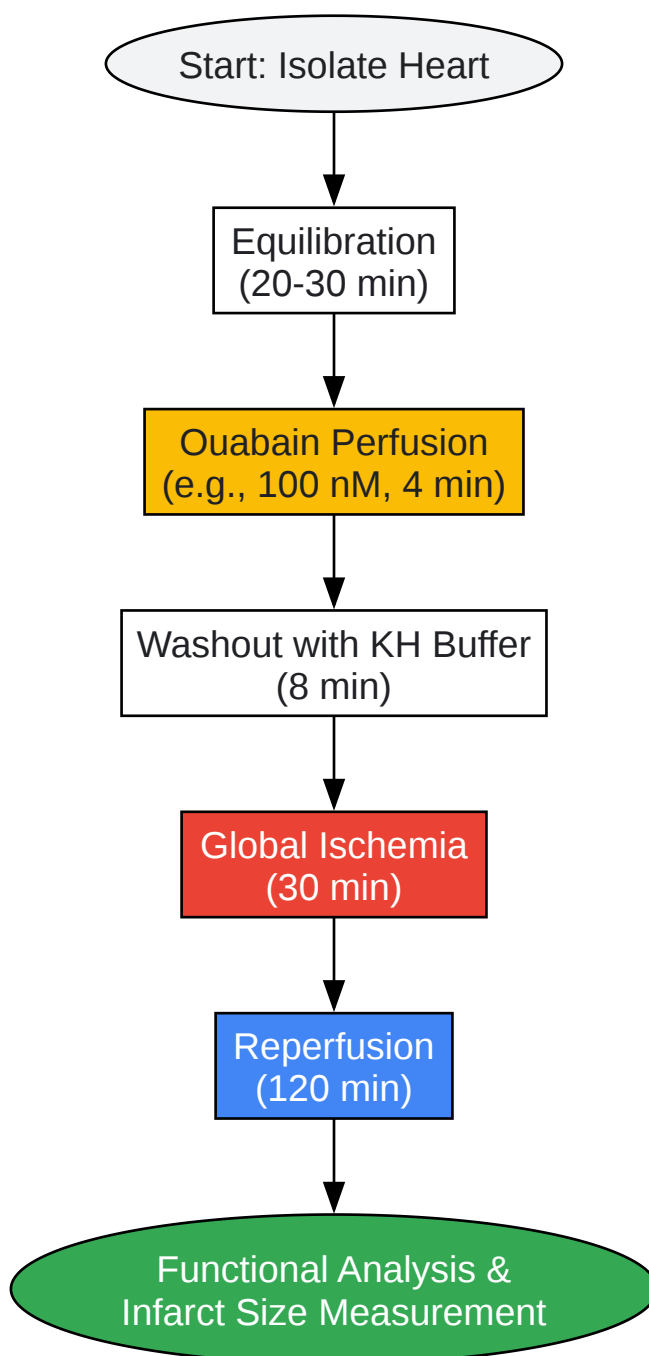 Start: Isolate Heart
Equilibration
(20-30 min)
Ouabain Perfusion
(e.g., 100 nM, 4 min)
Washout with KH Buffer
(8 min)
Global Ischemia
(30 min)
Reperfusion
(120 min)
Functional Analysis &
Infarct Size Measurement